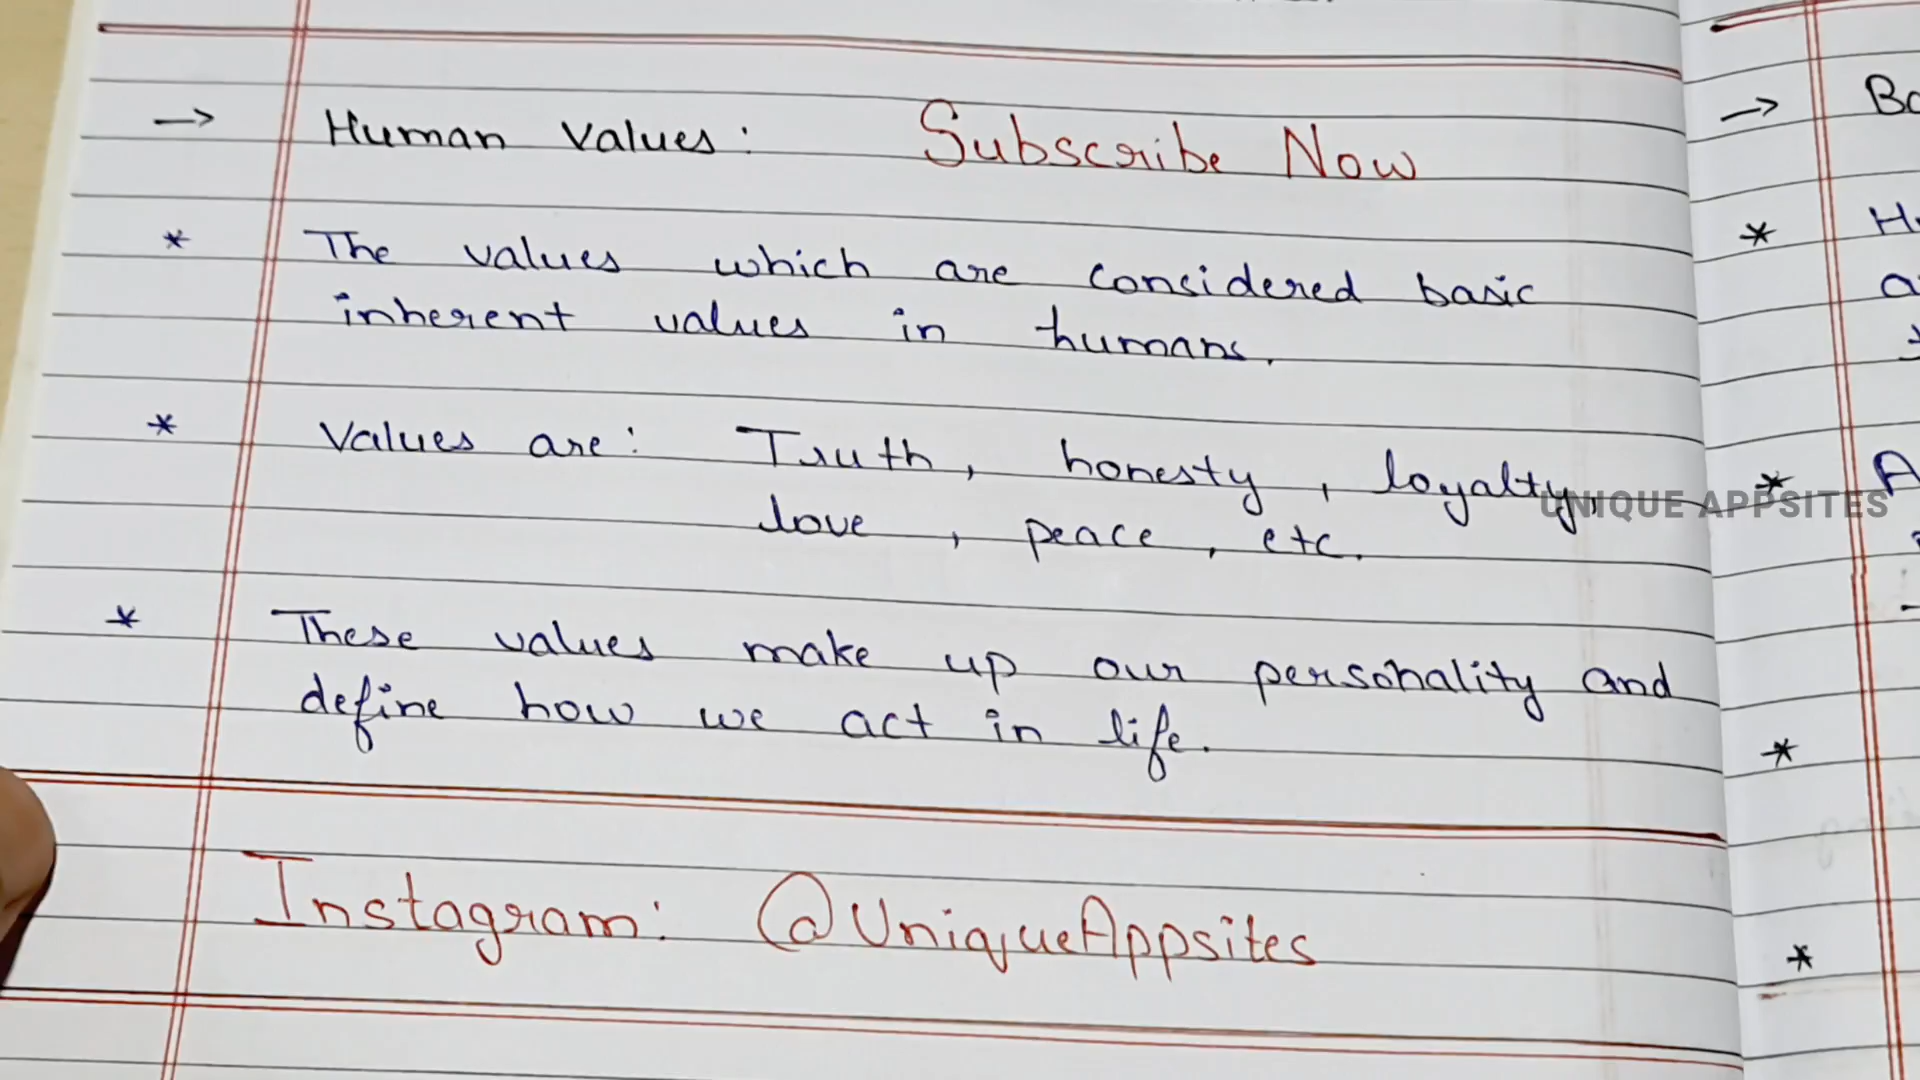 → Human Values: Subscribe Now
* The values which are considered basic
inherent values in humans.
* Values are: Truth, honesty, loyalty,
love, peace, etc.
* These values make up our personality and
define how we act in life.
Instagram: @UniqueAppsites
UNIQUE APPSITES